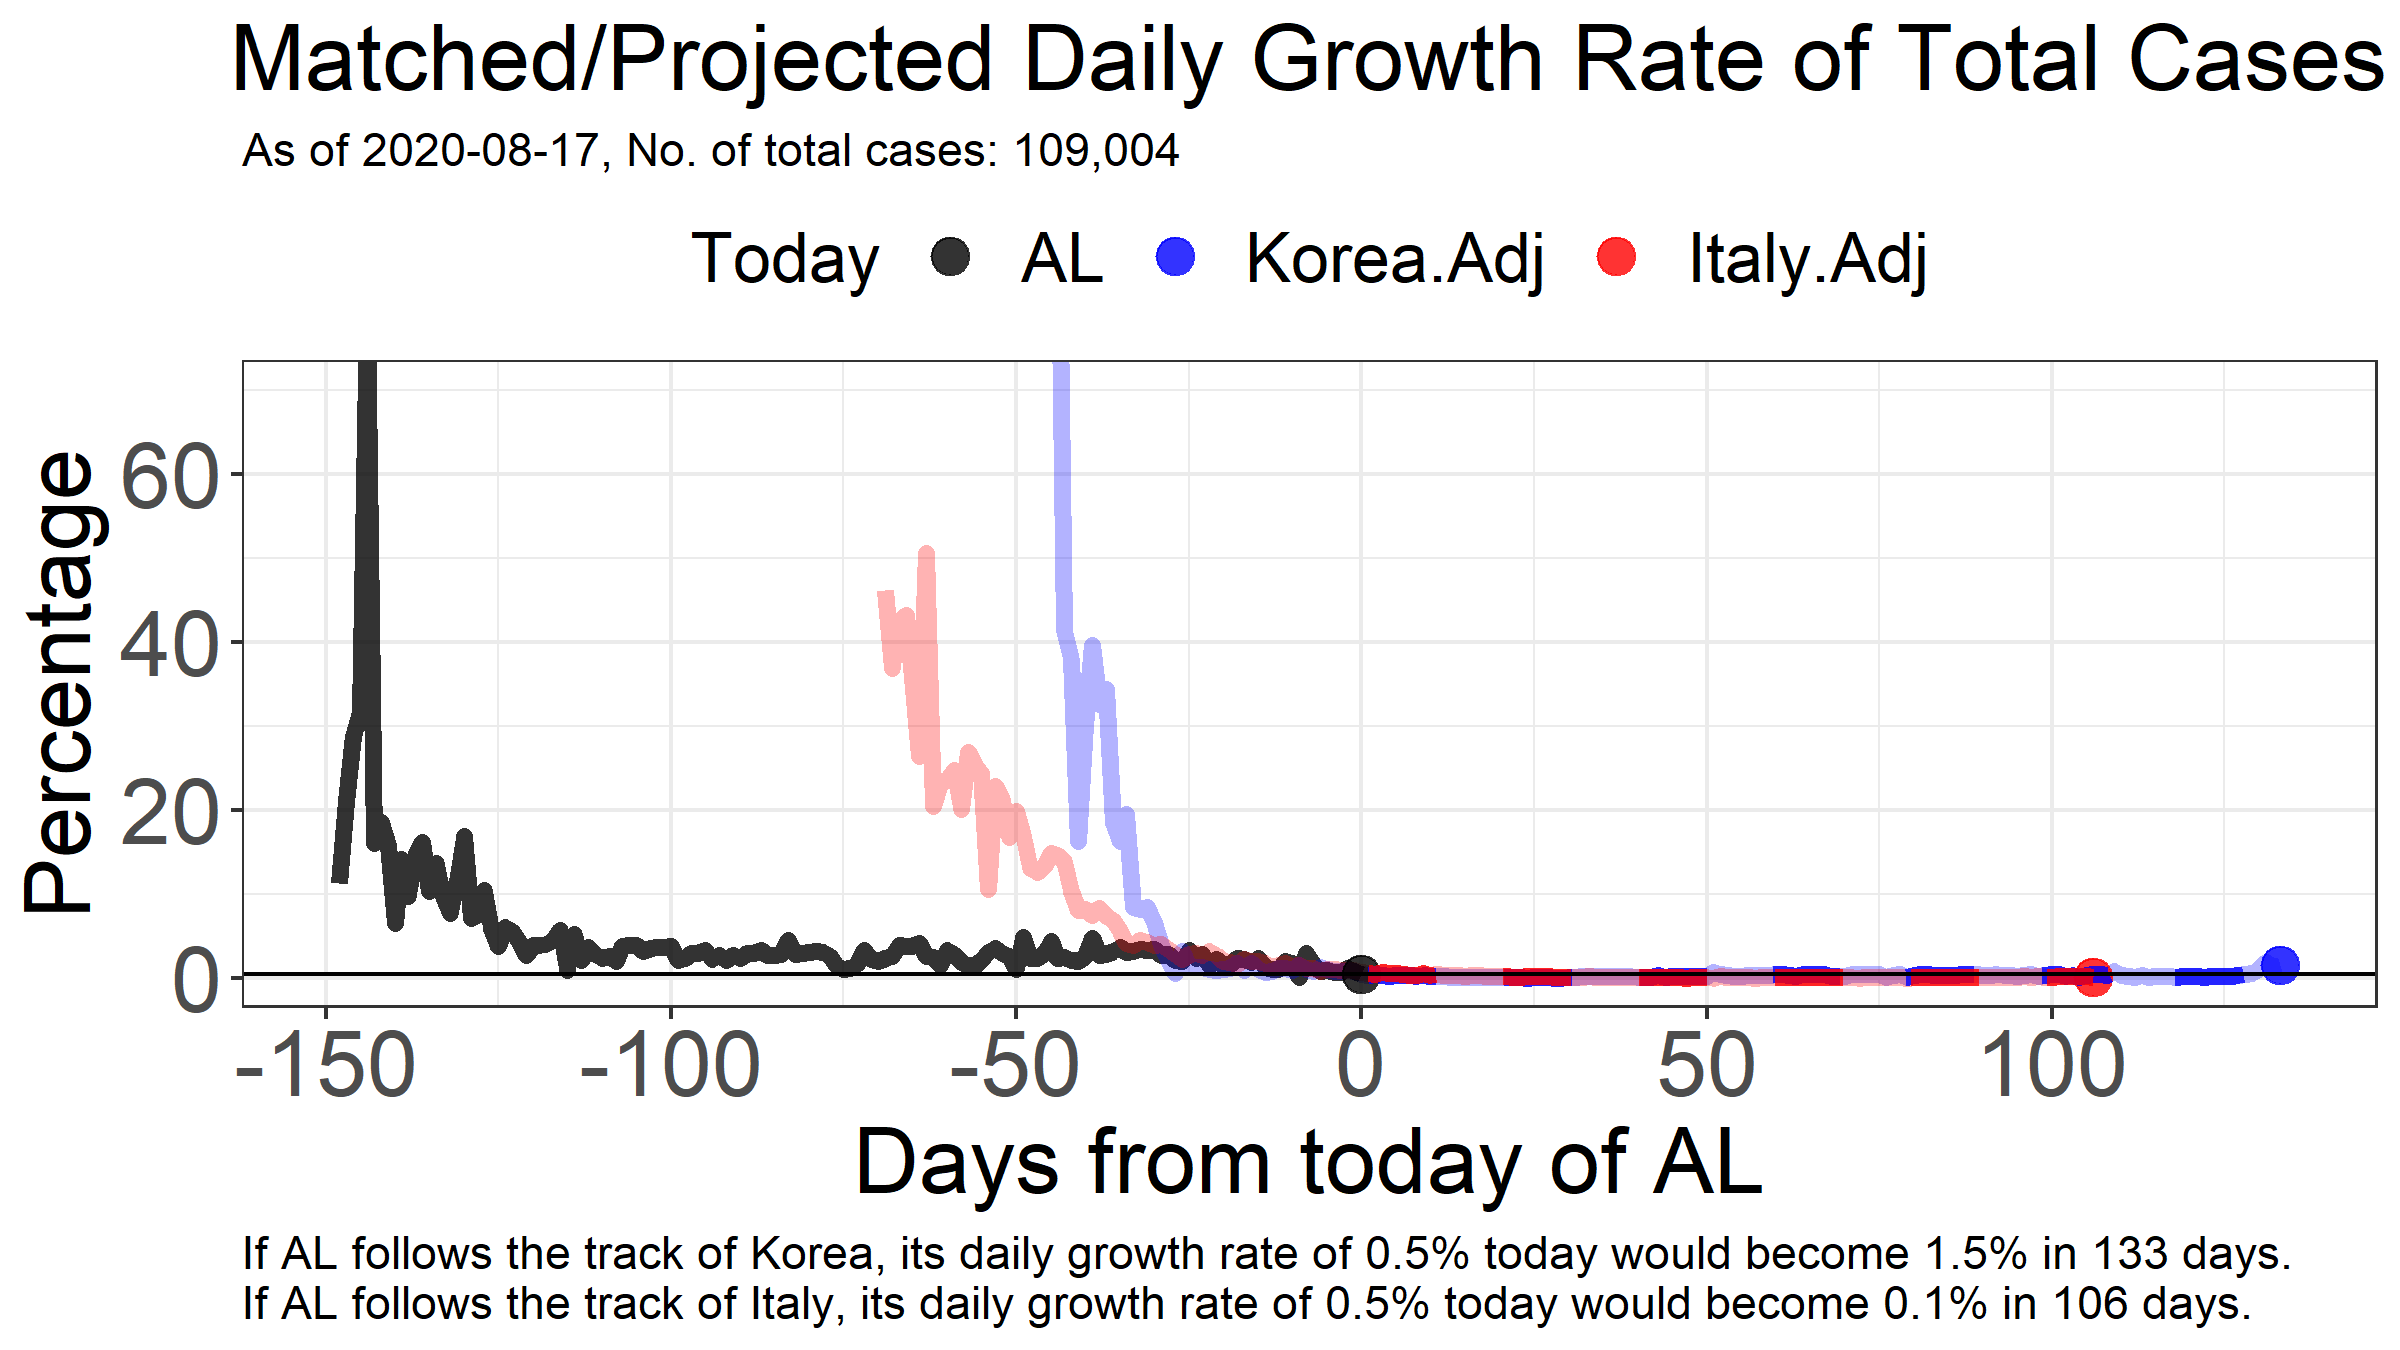 Matched/Projected Daily Growth Rate of Total Cases
As of 2020-08-17, No. of total cases: 109,004
Today AL Korea.Adj Italy.Adj
Percentage
60
40
20
0
-150 -100 -50 0 50 100
Days from today of AL
If AL follows the track of Korea, its daily growth rate of 0.5% today would become 1.5% in 133 days.
If AL follows the track of Italy, its daily growth rate of 0.5% today would become 0.1% in 106 days.